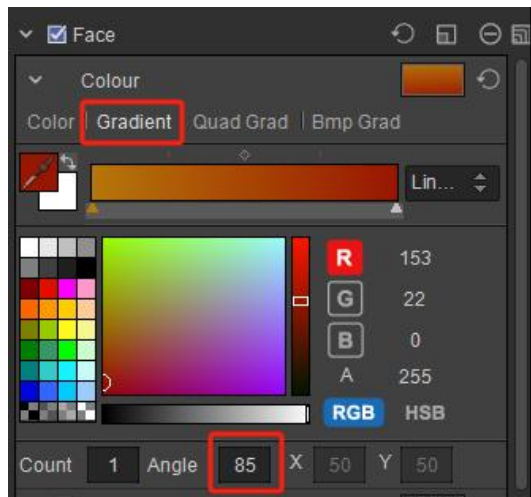 Face
Colour
Color Gradient Quad Grad Bmp Grad
Lin...
R 153
G 22
B 0
A 255
RGB HSB
Count 1 Angle 85 X 50 Y 50